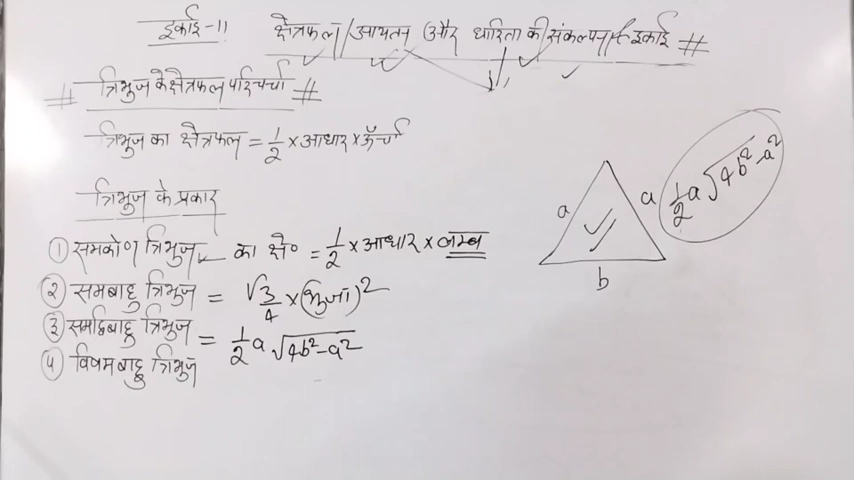 इकाई-11 क्षेत्रफल/आयतन और धारिता की संकल्पना/इकाई #
# त्रिभुज के क्षेत्रफल परिचर्चा #
त्रिभुज का क्षेत्रफल = 1/2 × आधार × ऊँचाई
त्रिभुज के प्रकार
① समकोण त्रिभुज का क्षे० = 1/2 × आधार × लम्ब
② समबाहु त्रिभुज = √3/4 × (भुजा)²
③ समद्विबाहु त्रिभुज = 1/2 a √4b²-a²
④ विषमबाहु त्रिभुज
a a
b
1/2 a √4b²-a²